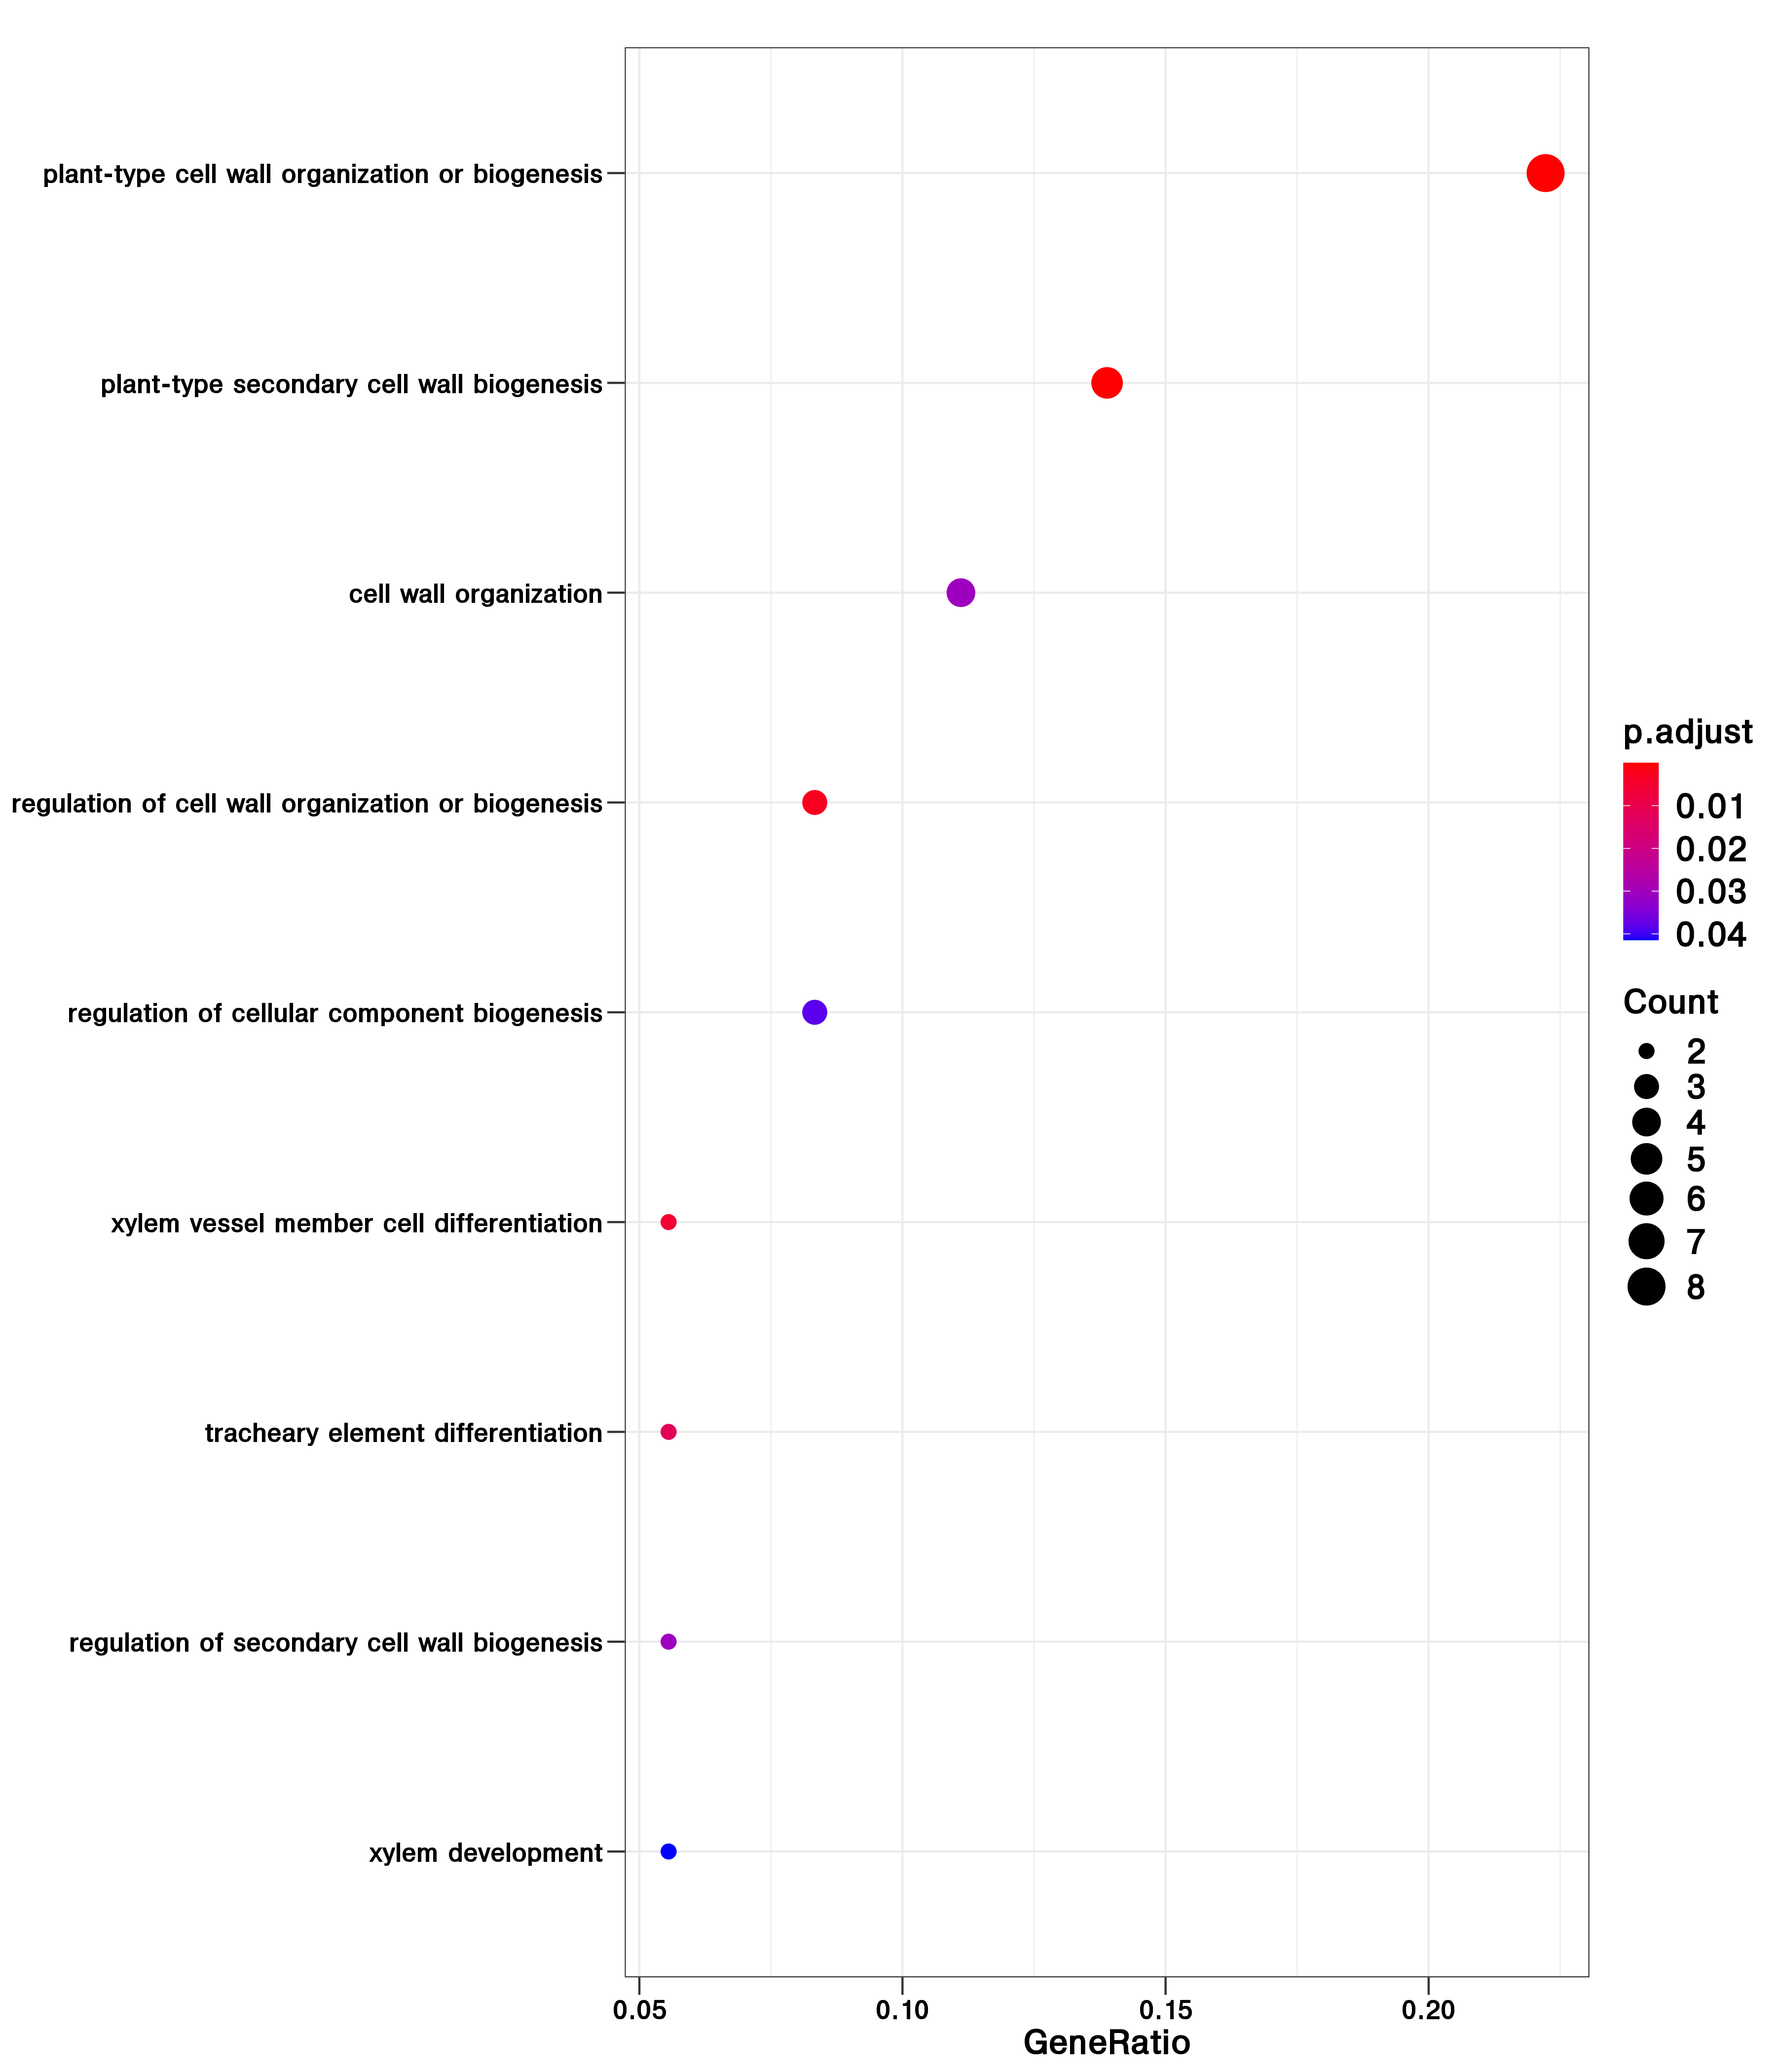 plant-type cell wall organization or biogenesis
plant-type secondary cell wall biogenesis
cell wall organization
regulation of cell wall organization or biogenesis
regulation of cellular component biogenesis
xylem vessel member cell differentiation
tracheary element differentiation
regulation of secondary cell wall biogenesis
xylem development
0.05 0.10 0.15 0.20
GeneRatio
p.adjust
0.01
0.02
0.03
0.04
Count
2
3
4
5
6
7
8